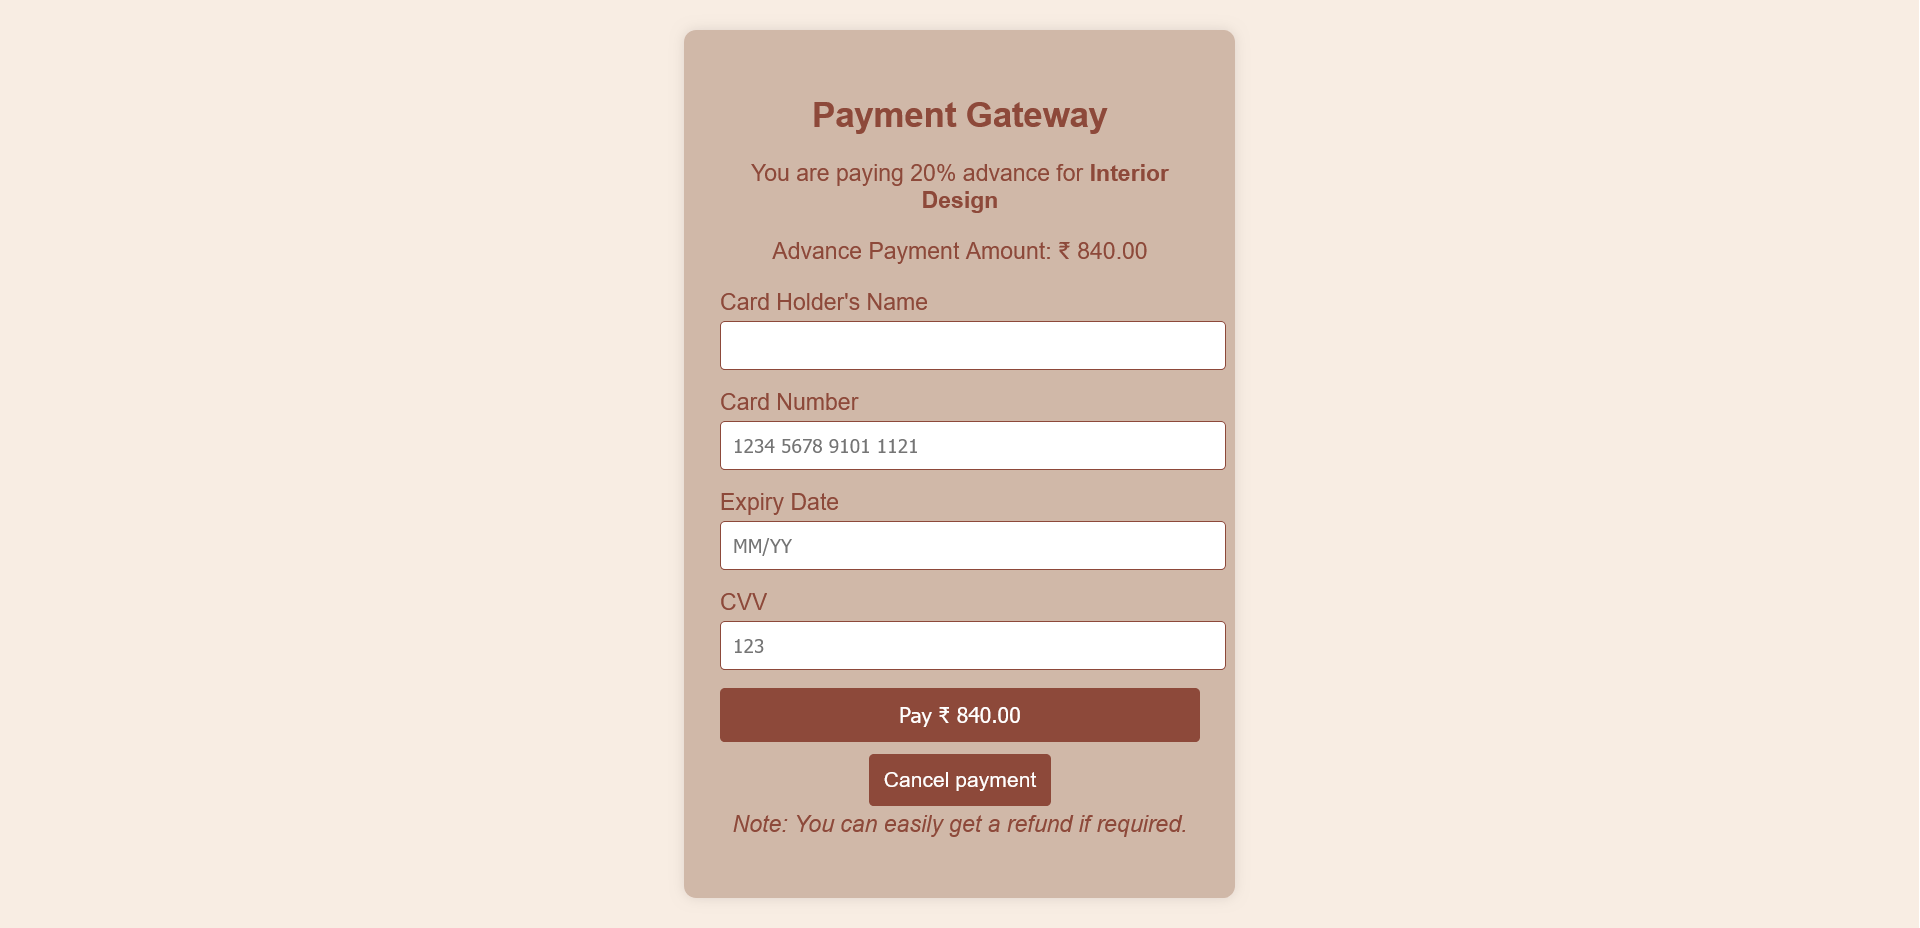 Payment Gateway
You are paying 20% advance for Interior
Design
Advance Payment Amount: ₹ 840.00
Card Holder's Name
Card Number
1234 5678 9101 1121
Expiry Date
MM/YY
CVV
123
Pay ₹ 840.00
Cancel payment
Note: You can easily get a refund if required.